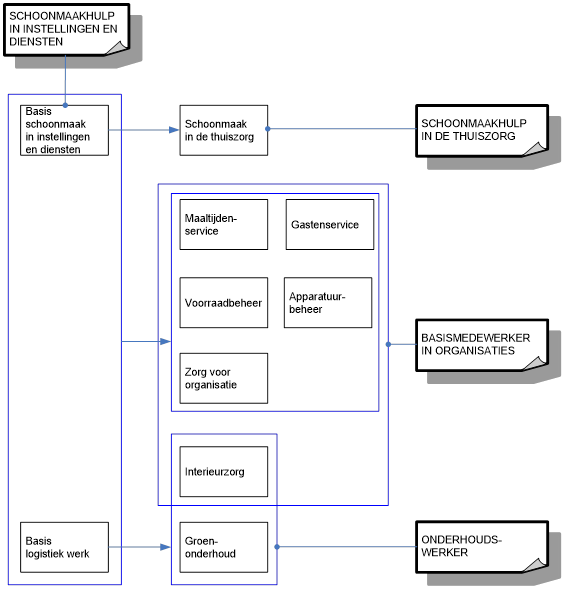 SCHOONMAAKHULP
IN INSTELLINGEN EN
DIENSTEN
Basis
schoonmaak
in instellingen
en diensten
Schoonmaak
in de thuiszorg
SCHOONMAAKHULP
IN DE THUISZORG
Maaltijden-
service
Gastenservice
Voorraadbeheer
Apparatuur-
beheer
Zorg voor
organisatie
BASISMEDEWERKER
IN ORGANISATIES
Interieurzorg
Basis
logistiek werk
Groen-
onderhoud
ONDERHOUDS-
WERKER